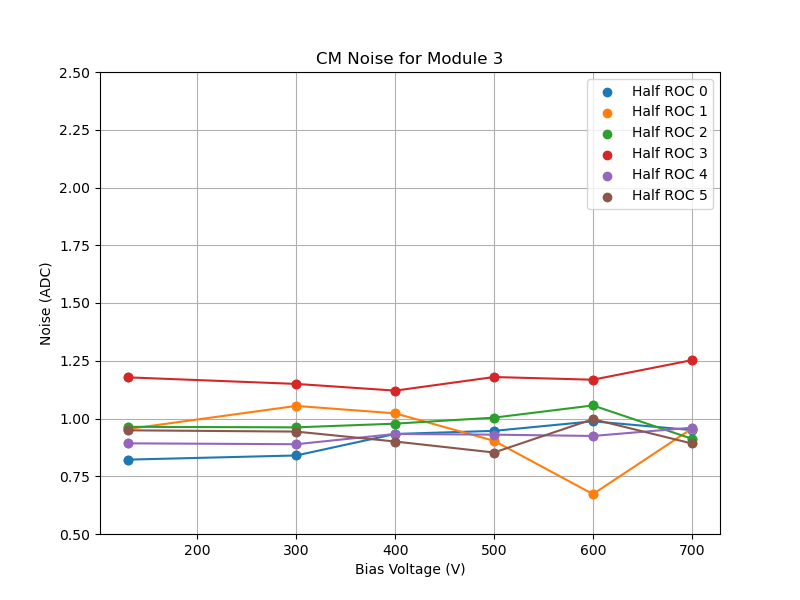 CM Noise for Module 3
2.50
2.25
2.00
1.75
1.50
1.25
1.00
0.75
0.50
Noise (ADC)
Half ROC 0
Half ROC 1
Half ROC 2
Half ROC 3
Half ROC 4
Half ROC 5
200 300 400 500 600 700
Bias Voltage (V)